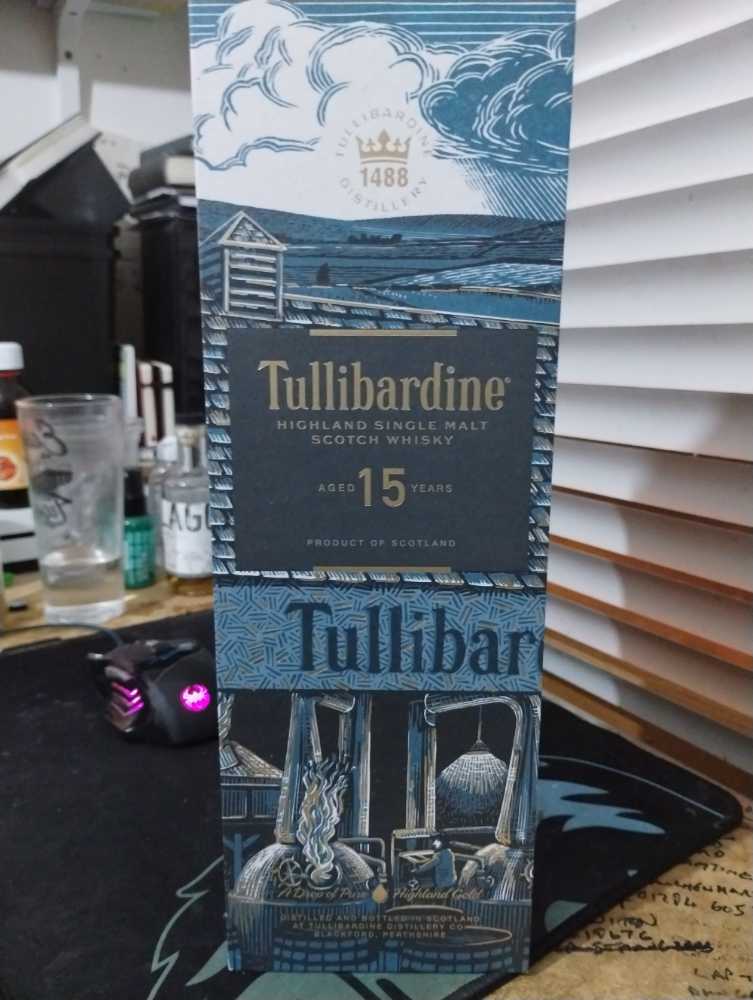 TULLIBARDINE
1488
DISTILLERY
Tullibardine
HIGHLAND SINGLE MALT
SCOTCH WHISKY
AGED 15 YEARS
PRODUCT OF SCOTLAND
Tullibar
A Drop of Pure Highland Gold
DISTILLED AND BOTTLED IN SCOTLAND
AT TULLIBARDINE DISTILLERY CO
BLACKFORD, PERTHSHIRE
LAG